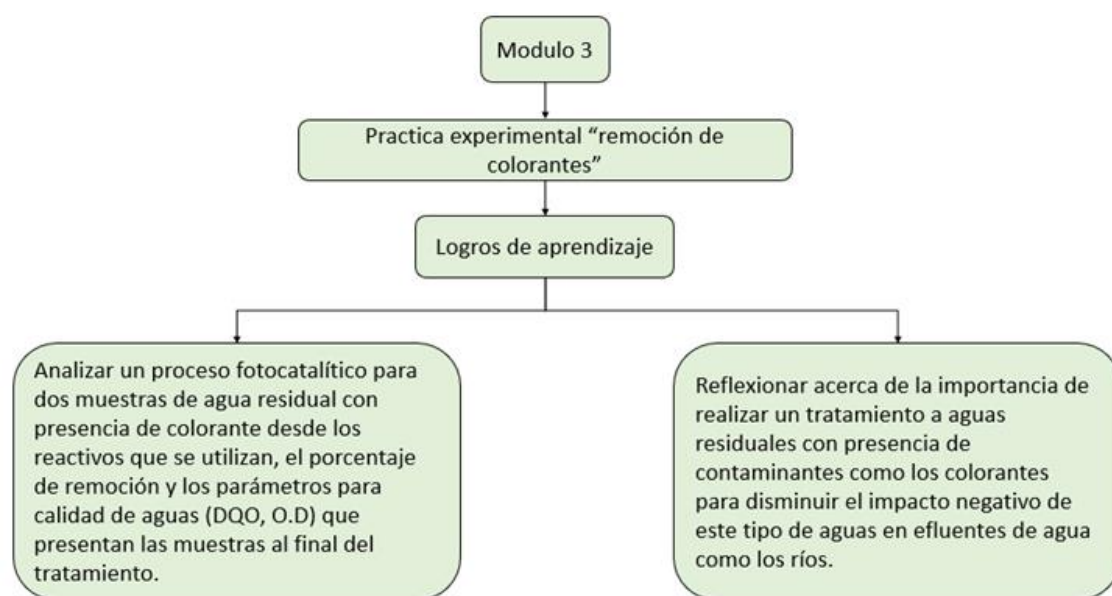 Modulo 3
Practica experimental “remoción de
colorantes”
Logros de aprendizaje
Analizar un proceso fotocatalítico para
dos muestras de agua residual con
presencia de colorante desde los
reactivos que se utilizan, el porcentaje
de remoción y los parámetros para
calidad de aguas (DQO, O.D) que
presentan las muestras al final del
tratamiento.
Reflexionar acerca de la importancia de
realizar un tratamiento a aguas
residuales con presencia de
contaminantes como los colorantes
para disminuir el impacto negativo de
este tipo de aguas en efluentes de agua
como los ríos.